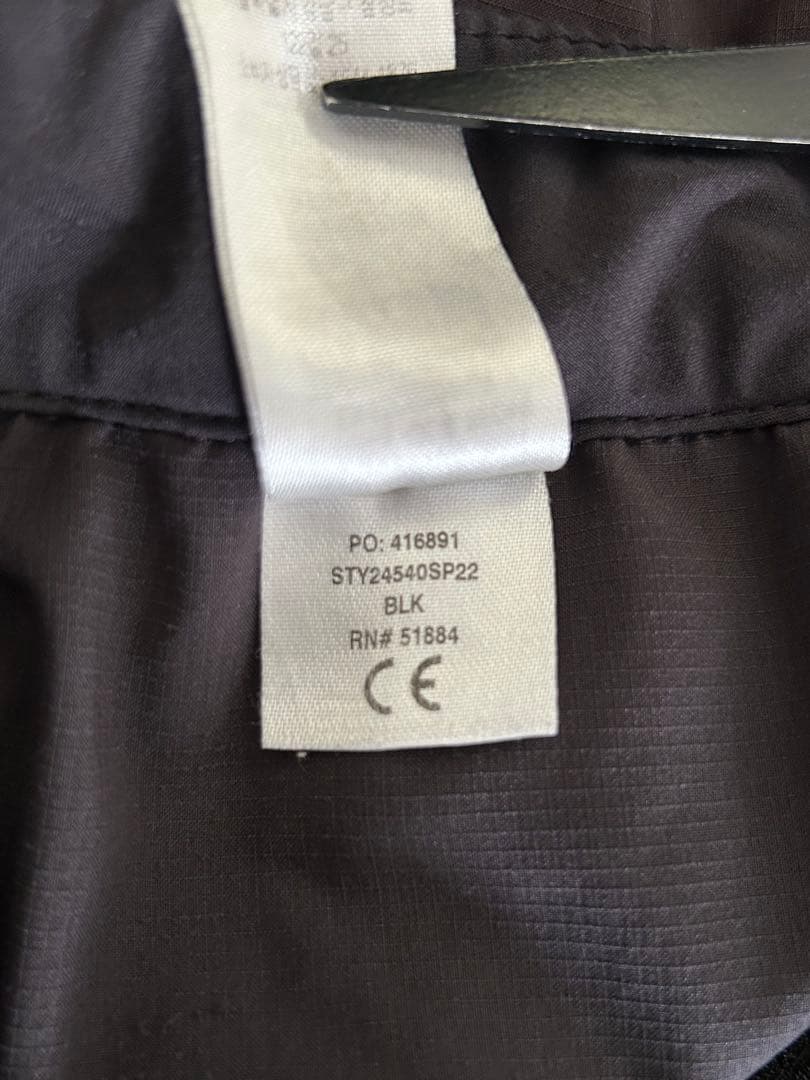 PO: 416891
STY24540SP22
BLK
RN# 51884
CE